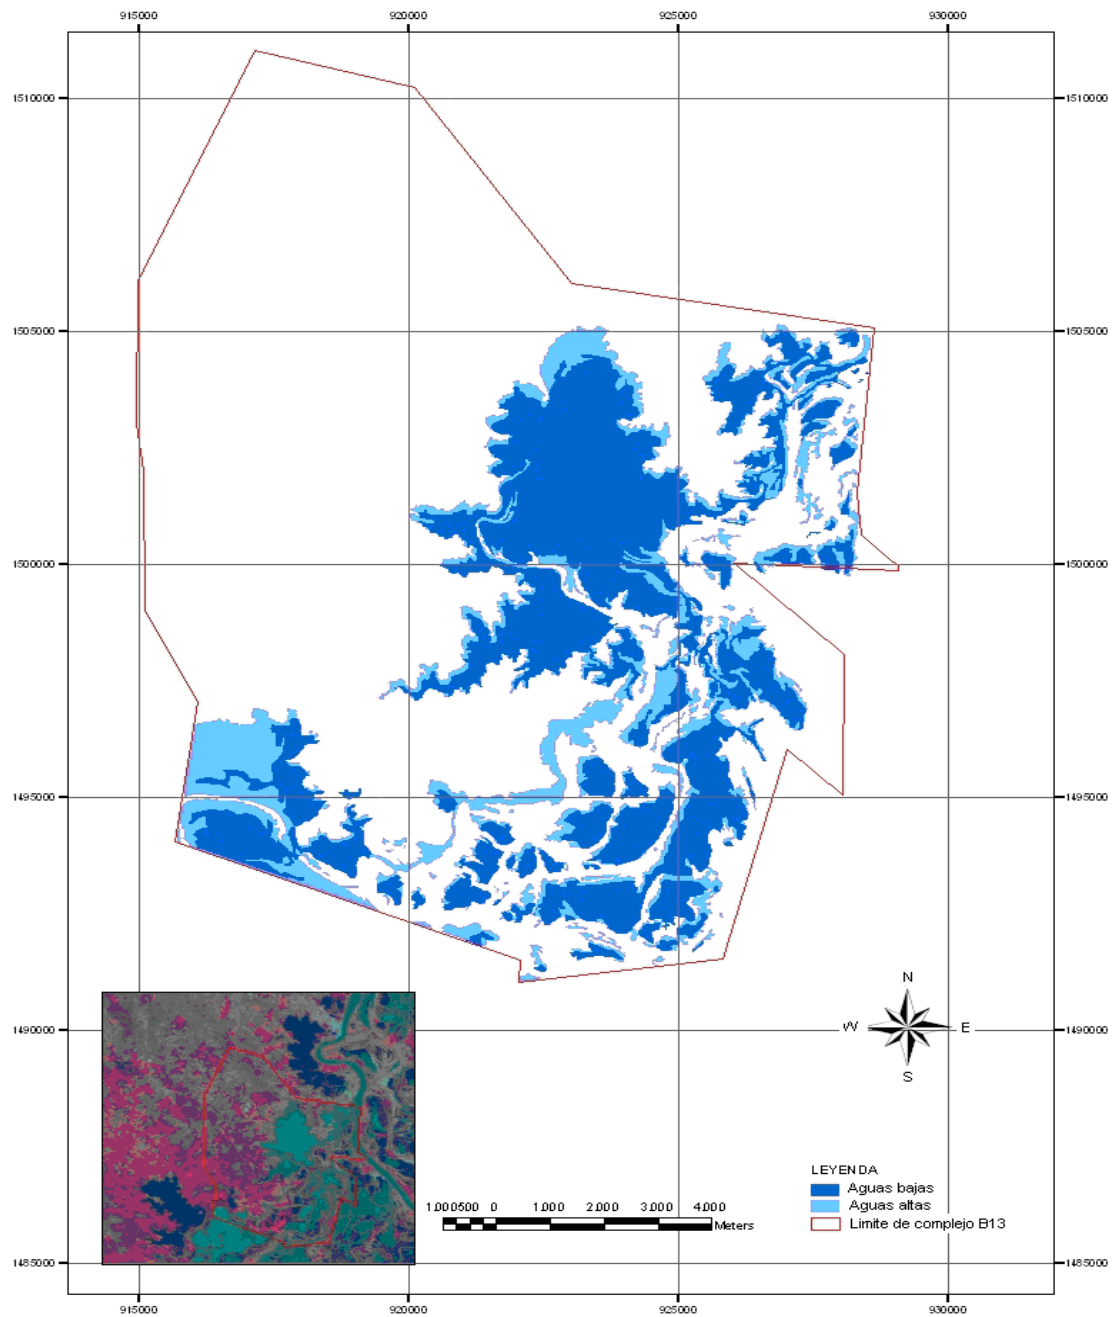 915000 920000 925000 930000
1510000 1510000
1505000 1505000
1500000 1500000
1495000 1495000
N
W E
S
1490000 1490000
LEYENDA
Aguas bajas
Aguas altas
Limite de complejo B13
1.000500 0 1.000 2.000 3.000 4.000
Meters
1485000 1485000
915000 920000 925000 930000